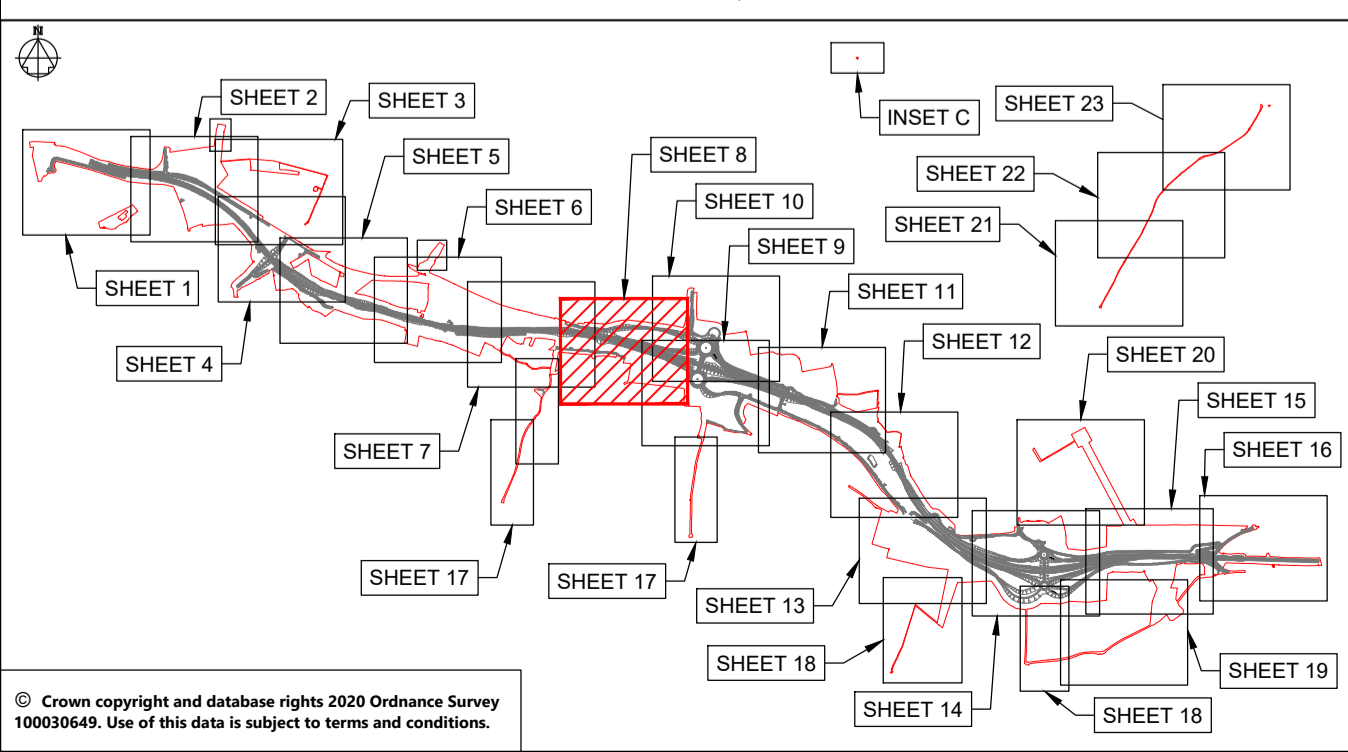 N
SHEET 2
SHEET 3
INSET C
SHEET 23
SHEET 5
SHEET 8
SHEET 22
SHEET 6
SHEET 10
SHEET 21
SHEET 9
SHEET 1
SHEET 11
SHEET 12
SHEET 4
SHEET 20
SHEET 15
SHEET 7
SHEET 16
SHEET 17
SHEET 17
SHEET 13
SHEET 18
SHEET 19
SHEET 14
SHEET 18
© Crown copyright and database rights 2020 Ordnance Survey
100030649. Use of this data is subject to terms and conditions.